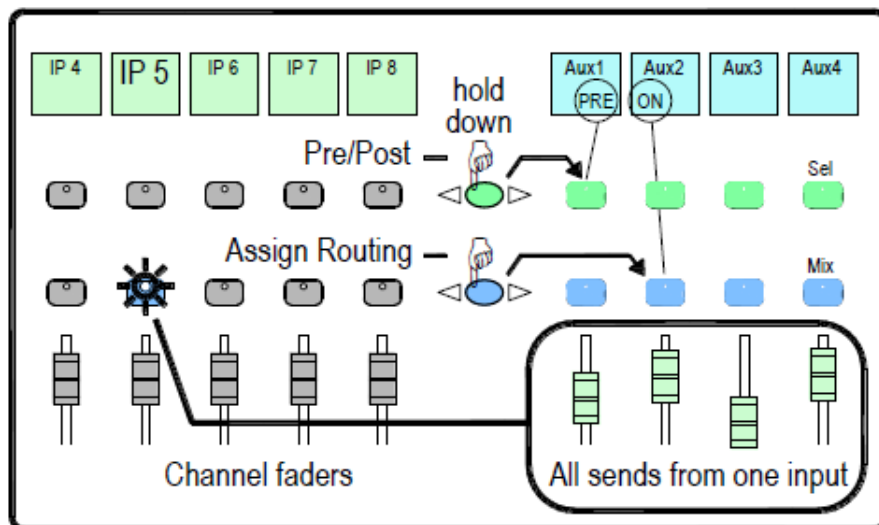 IP 4
IP 5
IP 6
IP 7
IP 8
hold
down
Aux1
PRE
Aux2
ON
Aux3
Aux4
Pre/Post
Sel
Assign Routing
Mix
Channel faders
All sends from one input